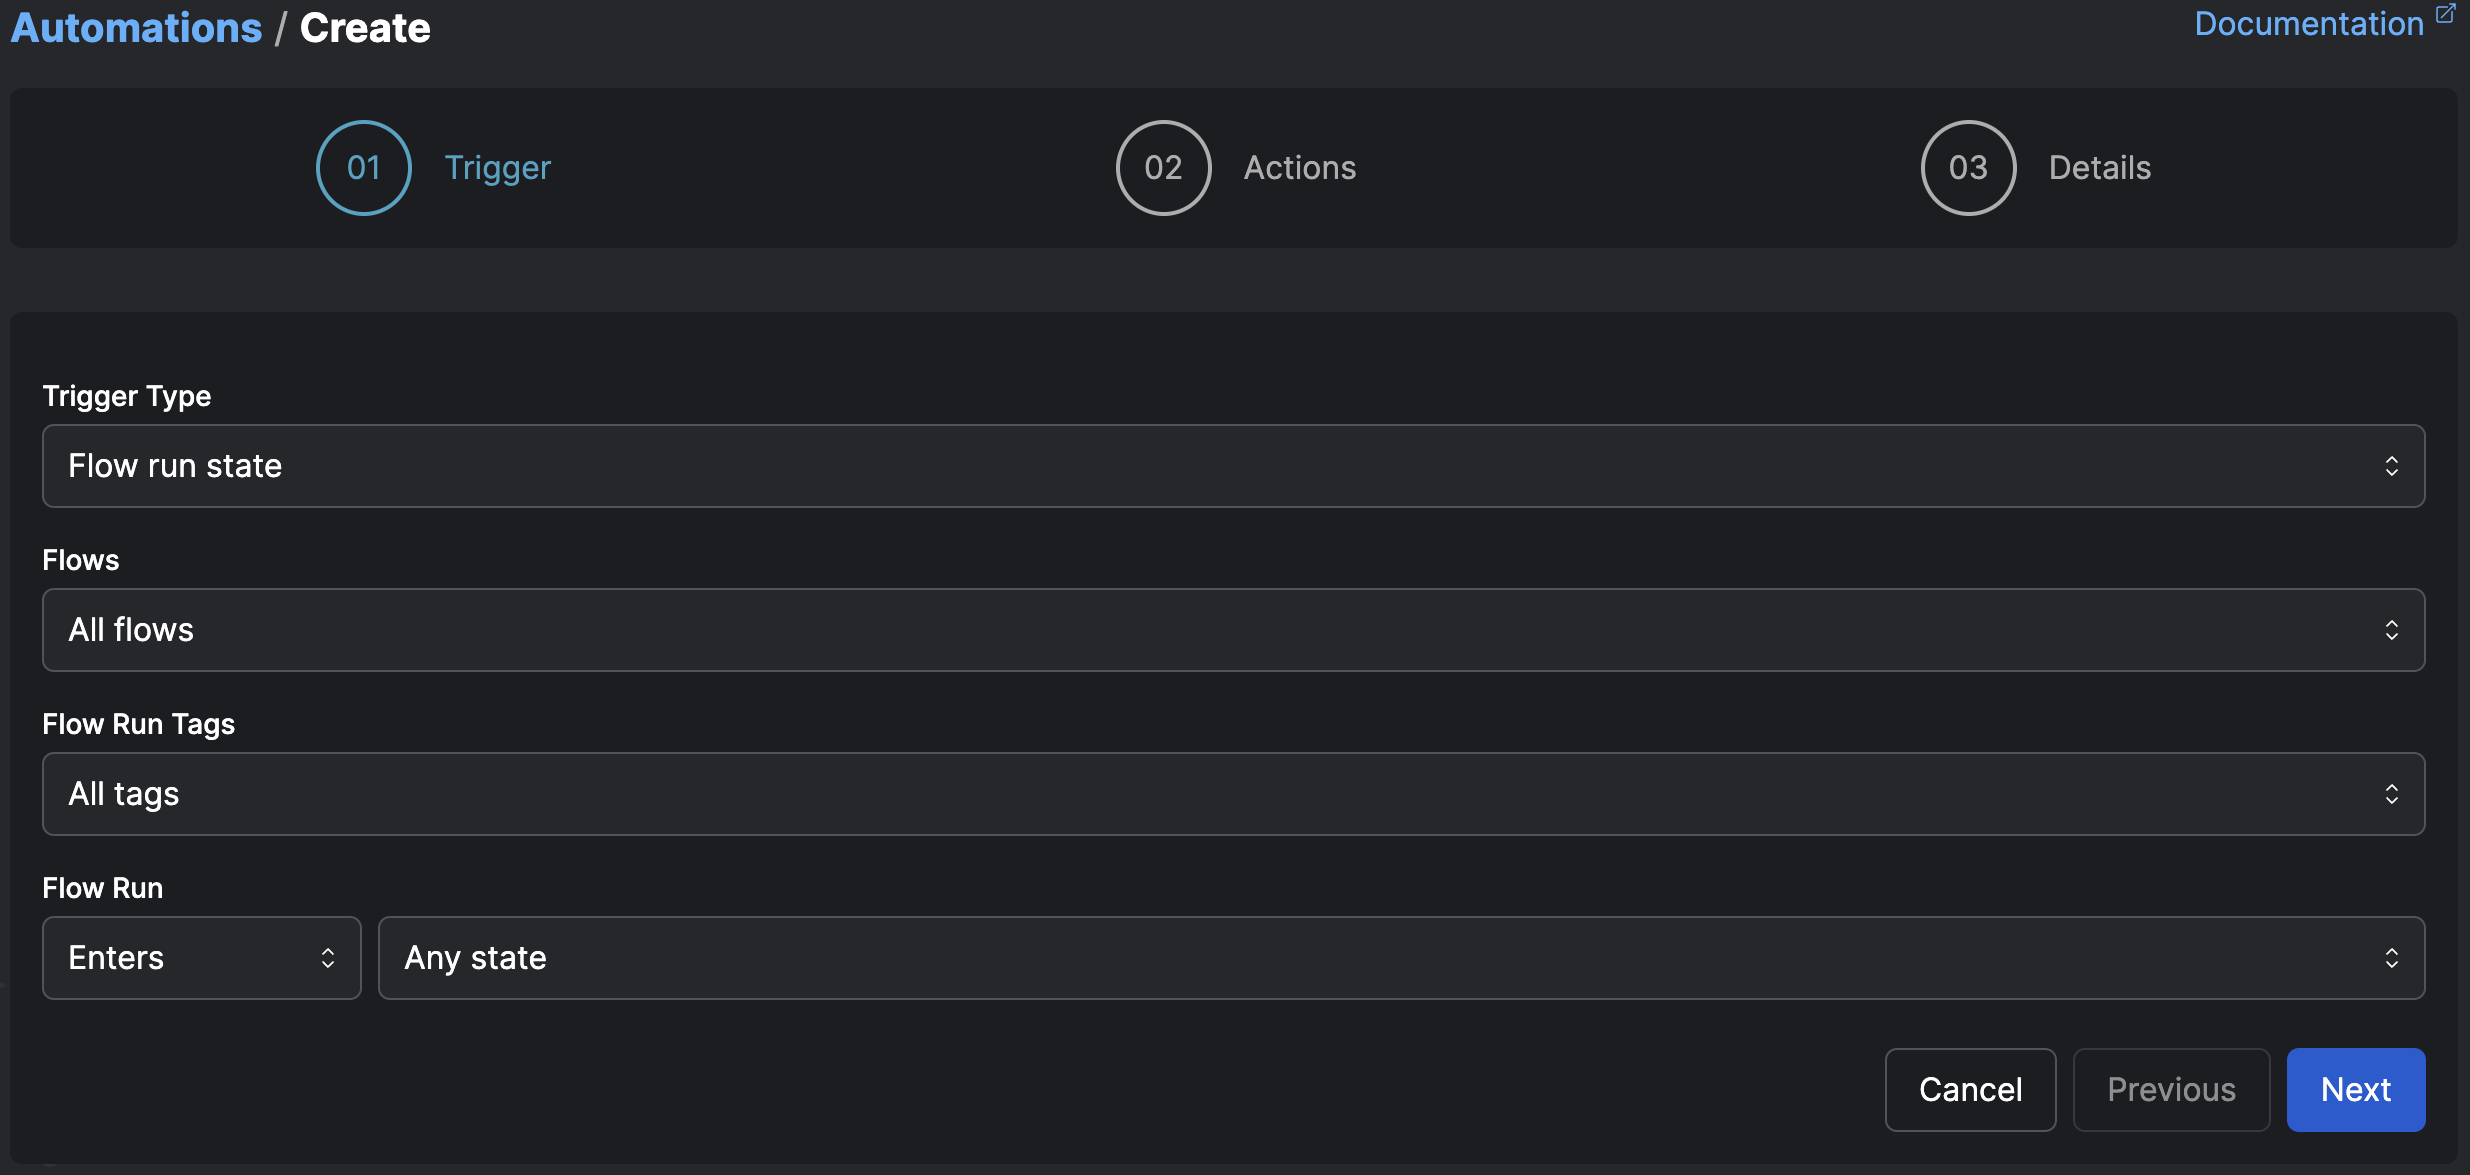 Automations / Create
Documentation
01 Trigger
02 Actions
03 Details
Trigger Type
Flow run state
Flows
All flows
Flow Run Tags
All tags
Flow Run
Enters
Any state
Cancel
Previous
Next